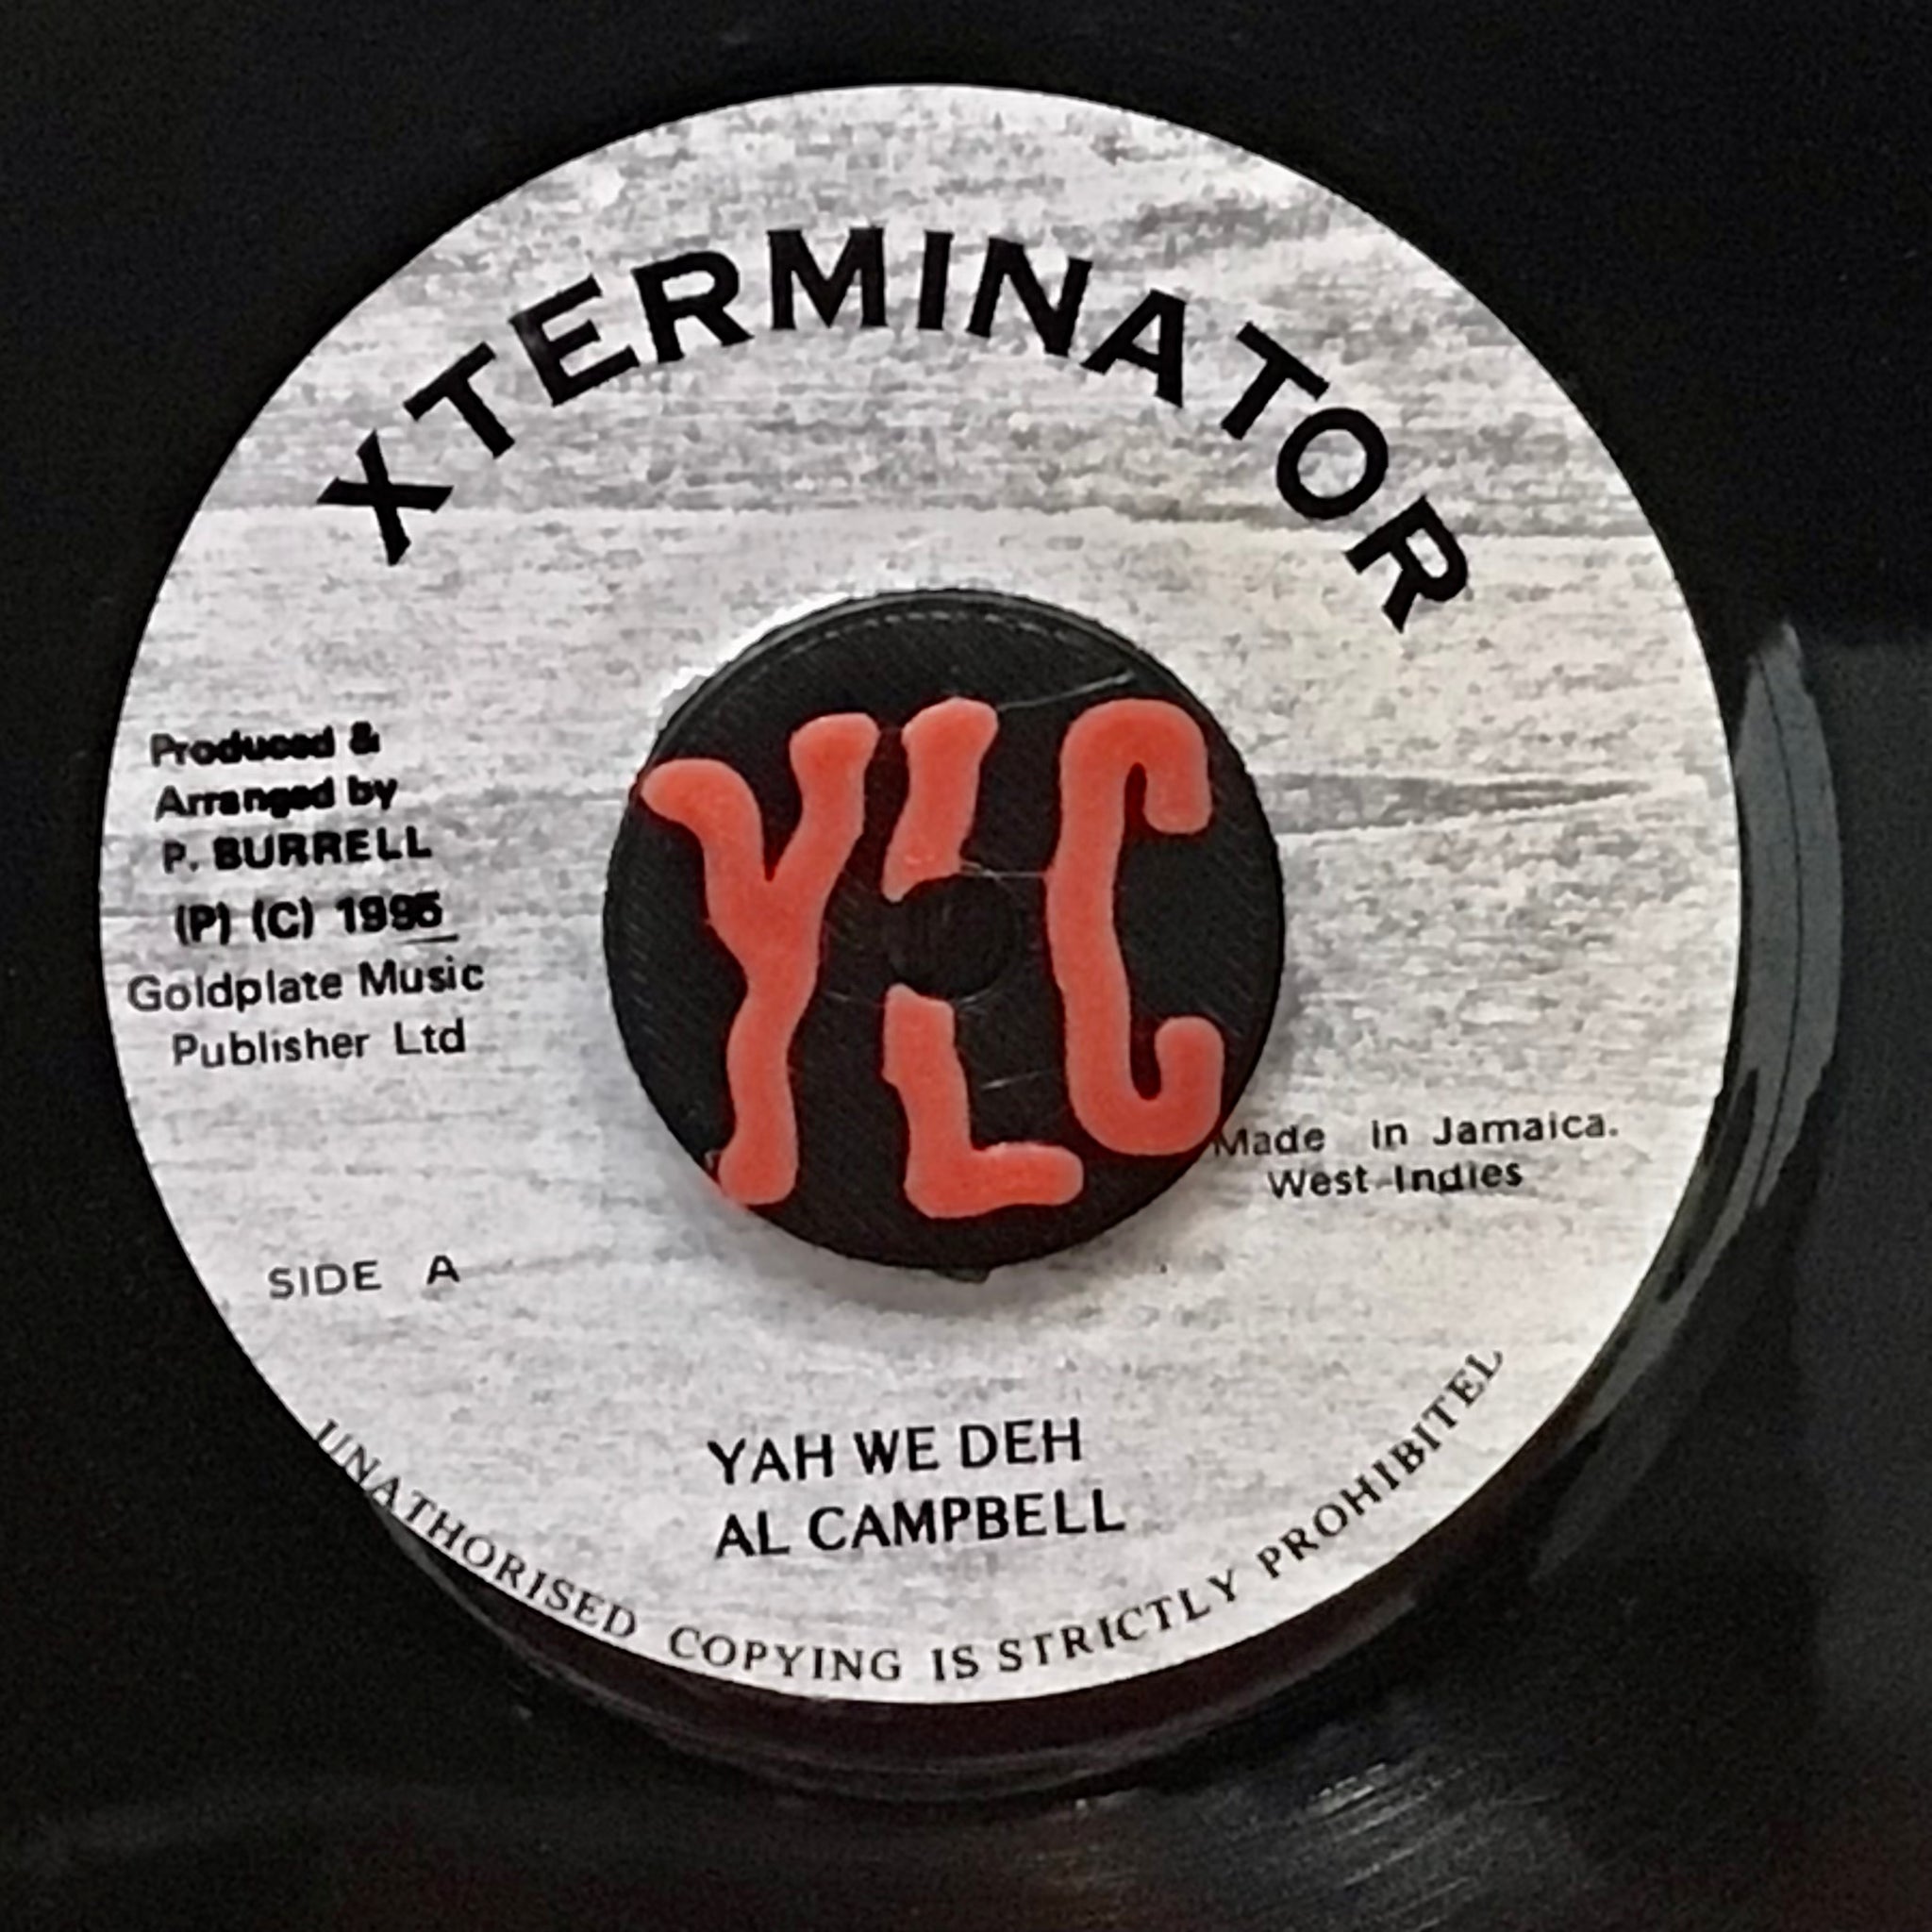 XTERMINATOR
Produced &
Arranged by
P. BURRELL
(P) (C) 1995
Goldplate Music
Publisher Ltd
YLC
Made in Jamaica.
West Indies
SIDE A
YAH WE DEH
AL CAMPBELL
UNATHORISED COPYING IS STRICTLY PROHIBITEL